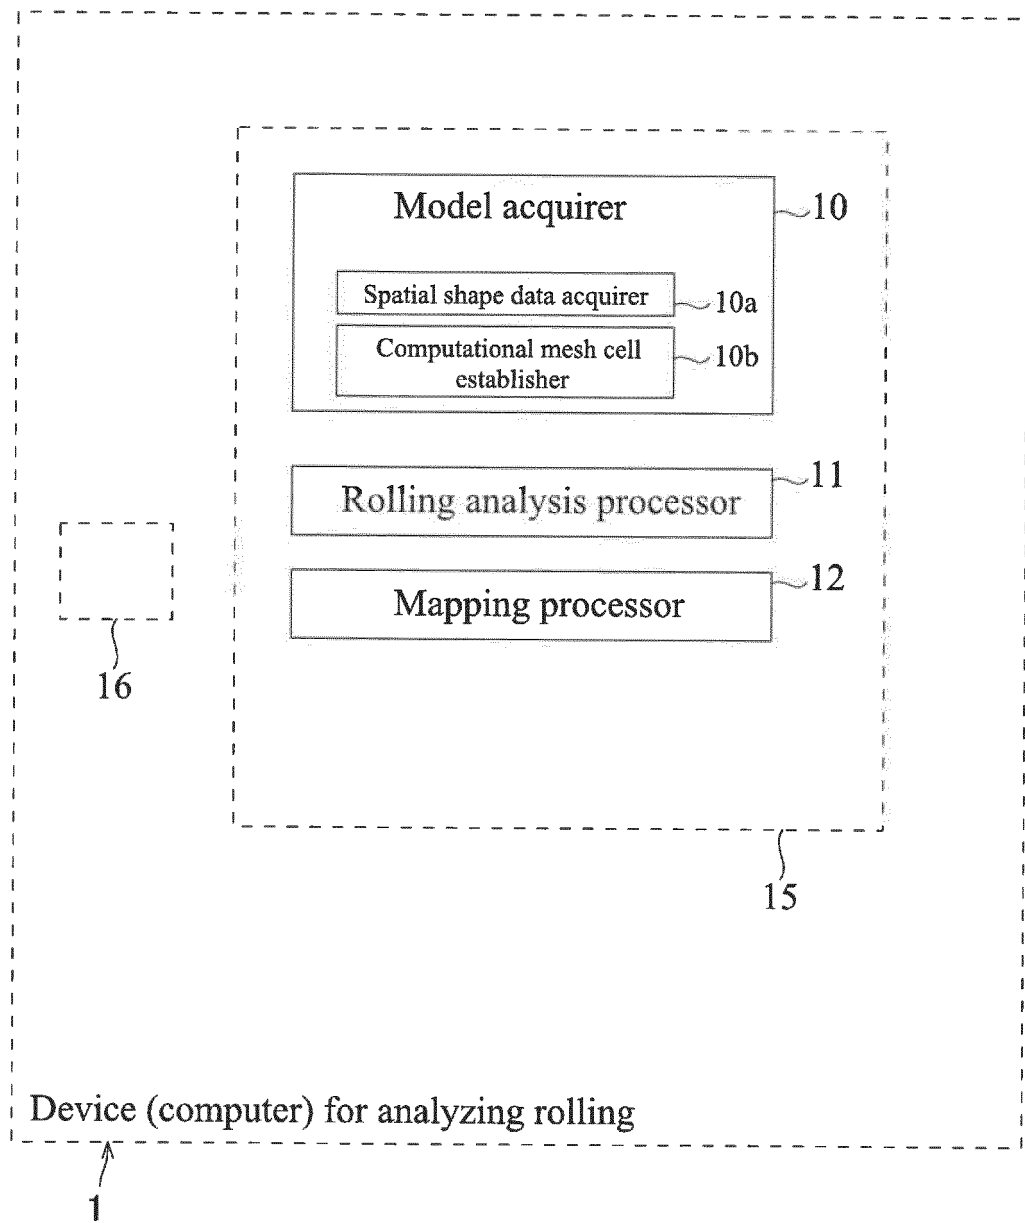 Model acquirer
10
Spatial shape data acquirer
10a
Computational mesh cell
establisher
10b
Rolling analysis processor
11
Mapping processor
12
16
15
Device (computer) for analyzing rolling
1